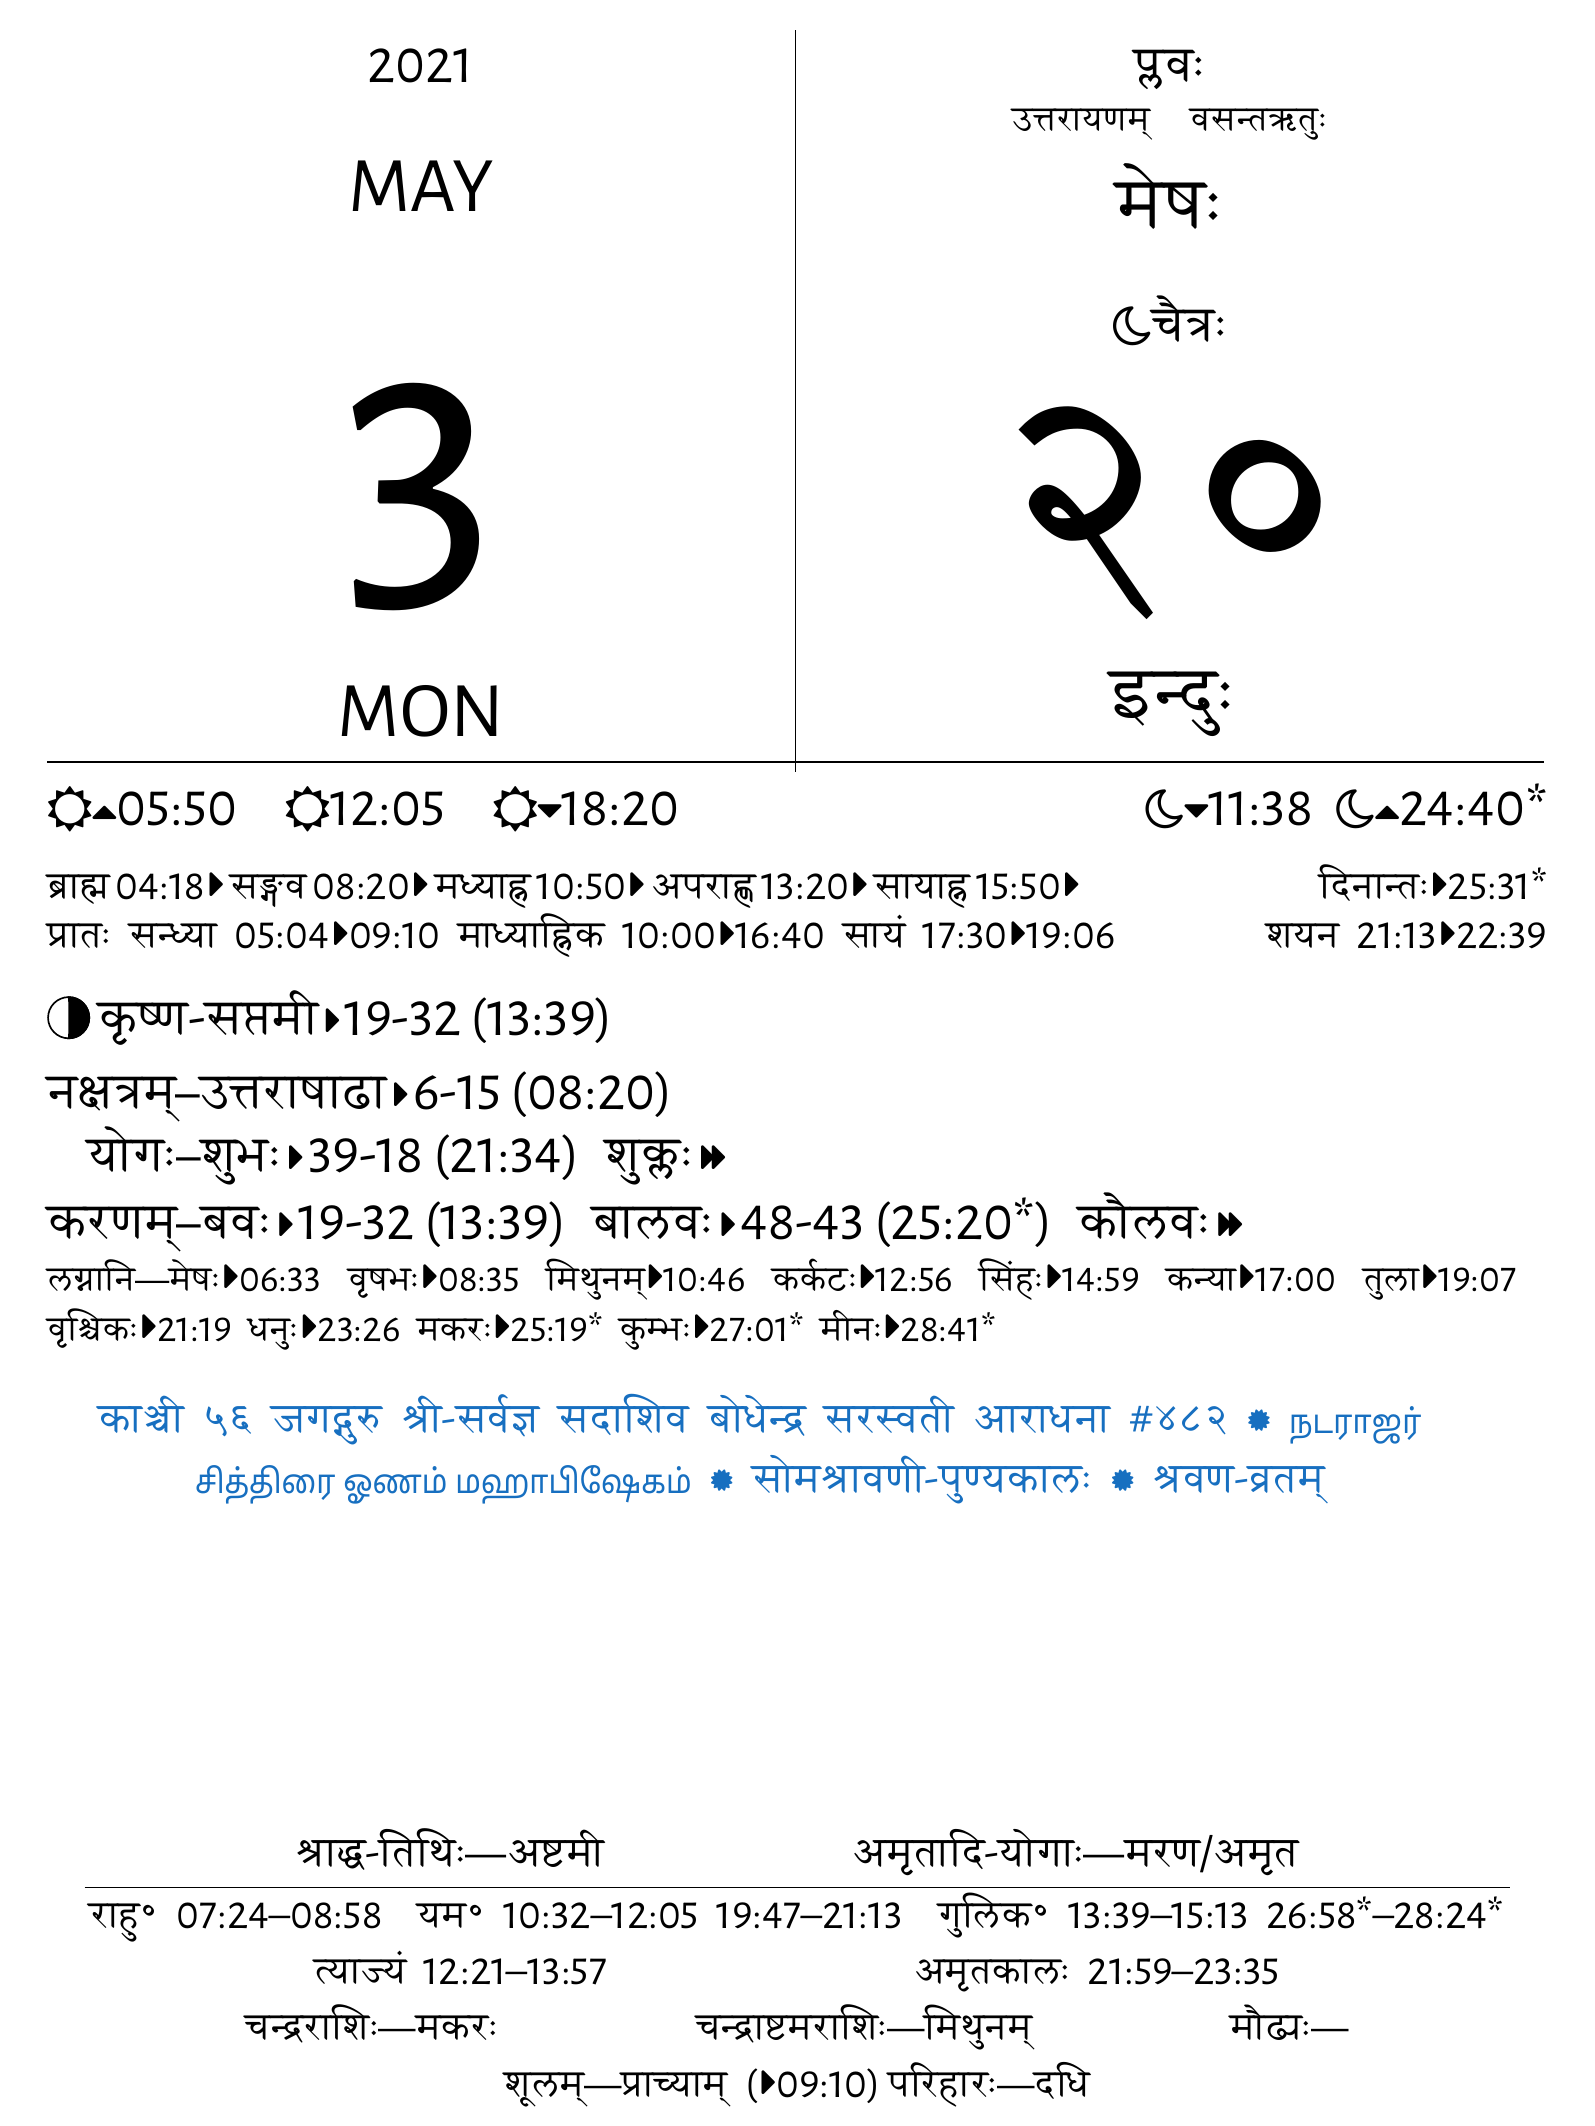 2021
MAY
3
MON
प्लवः
उत्तरायणम् वसन्तऋतुः
मेषः
चैत्रः
२०
इन्दुः
05:50 12:05 18:20 11:38 24:40*
ब्राह्म 04:18 सङ्गव 08:20 मध्याह्न 10:50 अपराह्ण 13:20 सायाह्न 15:50 दिनान्तः 25:31*
प्रातः सन्ध्या 05:04 09:10 माध्याह्निक 10:00 16:40 सायं 17:30 19:06 शयन 21:13 22:39
कृष्ण-सप्तमी 19-32 (13:39)
नक्षत्रम्–उत्तराषाढा 6-15 (08:20)
योगः–शुभः 39-18 (21:34) शुक्लः
करणम्–बवः 19-32 (13:39) बालवः 48-43 (25:20*) कौलवः
लग्नानि—मेषः 06:33 वृषभः 08:35 मिथुनम् 10:46 कर्कटः 12:56 सिंहः 14:59 कन्या 17:00 तुला 19:07
वृश्चिकः 21:19 धनुः 23:26 मकरः 25:19* कुम्भः 27:01* मीनः 28:41*
काञ्ची ५६ जगद्गुरु श्री-सर्वज्ञ सदाशिव बोधेन्द्र सरस्वती आराधना #४८२ ✹ நடராஜர்
சித்திரை ஓணம் மஹாபிஷேகம் ✹ सोमश्रावणी-पुण्यकालः ✹ श्रवण-व्रतम्
श्राद्ध-तिथिः—अष्टमी अमृतादि-योगाः—मरण/अमृत
राहु॰ 07:24–08:58 यम॰ 10:32–12:05 19:47–21:13 गुलिक॰ 13:39–15:13 26:58*–28:24*
त्याज्यं 12:21–13:57 अमृतकालः 21:59–23:35
चन्द्रराशिः—मकरः चन्द्राष्टमराशिः—मिथुनम् मौढ्यः—
शूलम्—प्राच्याम् (09:10) परिहारः—दधि